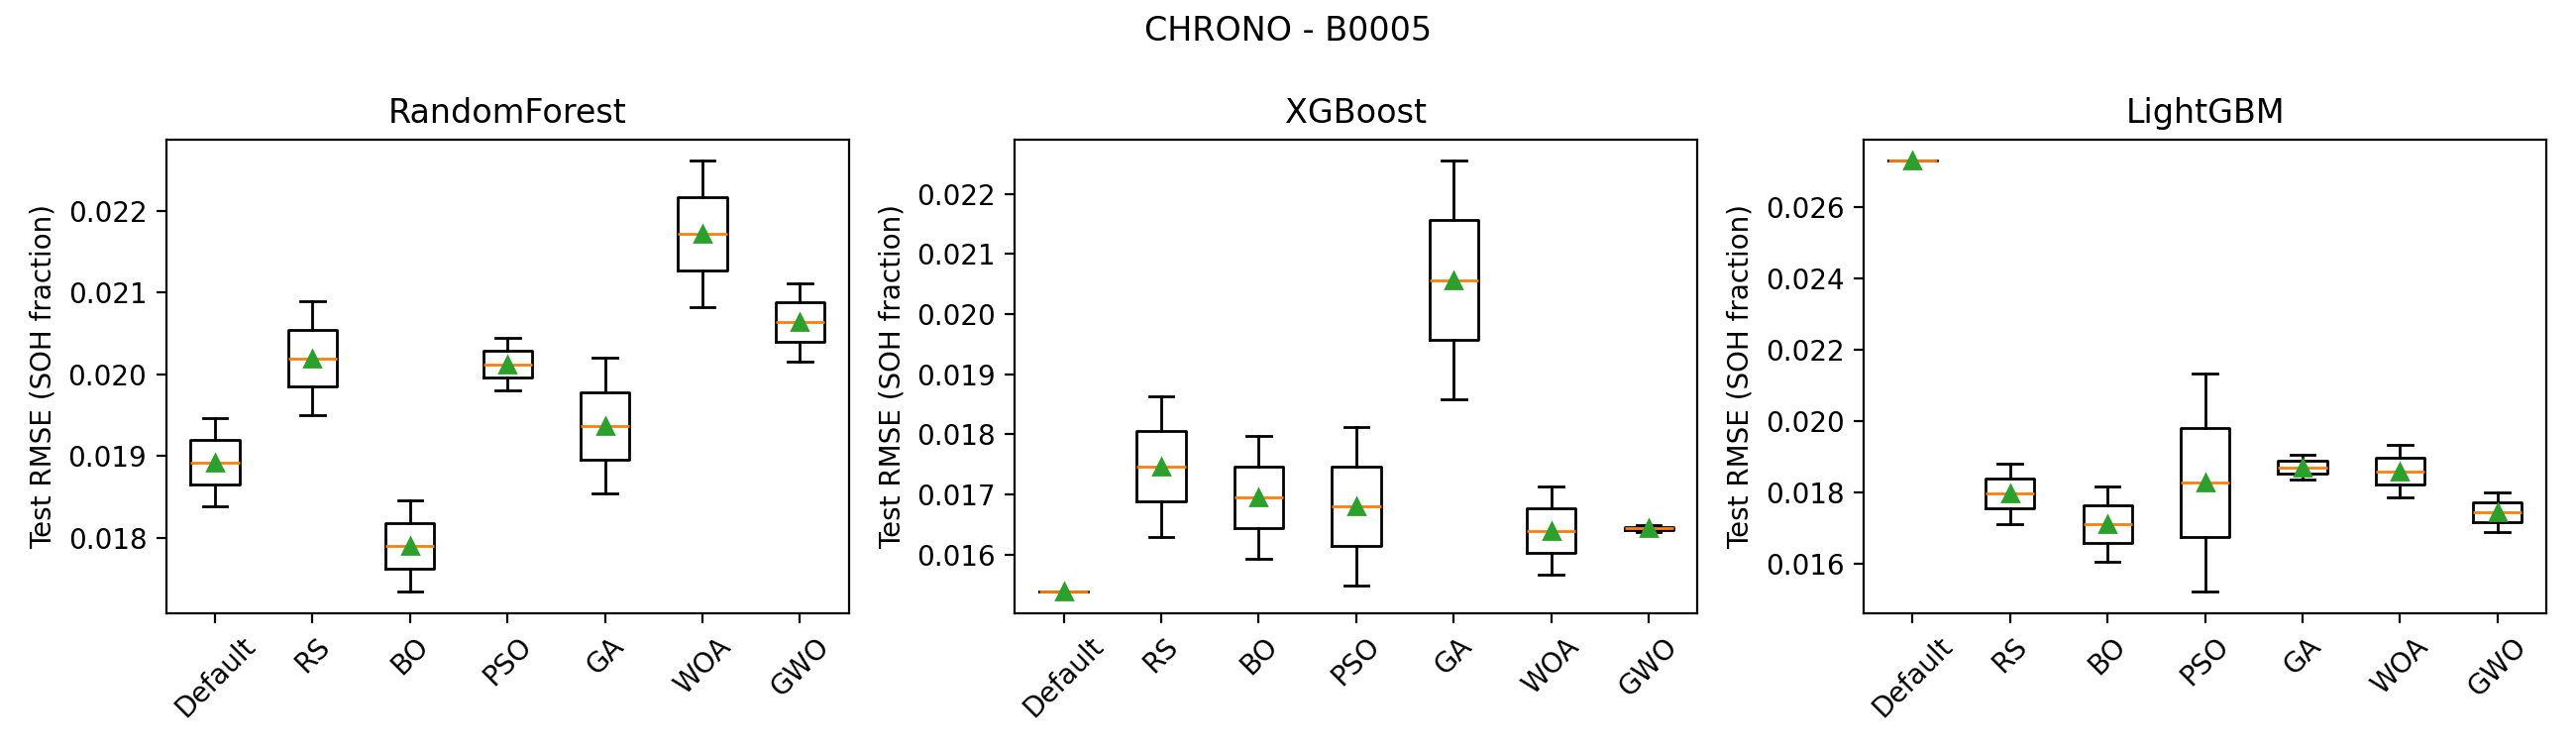 CHRONO - B0005
RandomForest
Test RMSE (SOH fraction)
0.022
0.021
0.020
0.019
0.018
Default
RS
BO
PSO
GA
WOA
GWO
XGBoost
Test RMSE (SOH fraction)
0.022
0.021
0.020
0.019
0.018
0.017
0.016
Default
RS
BO
PSO
GA
WOA
GWO
LightGBM
Test RMSE (SOH fraction)
0.026
0.024
0.022
0.020
0.018
0.016
Default
RS
BO
PSO
GA
WOA
GWO